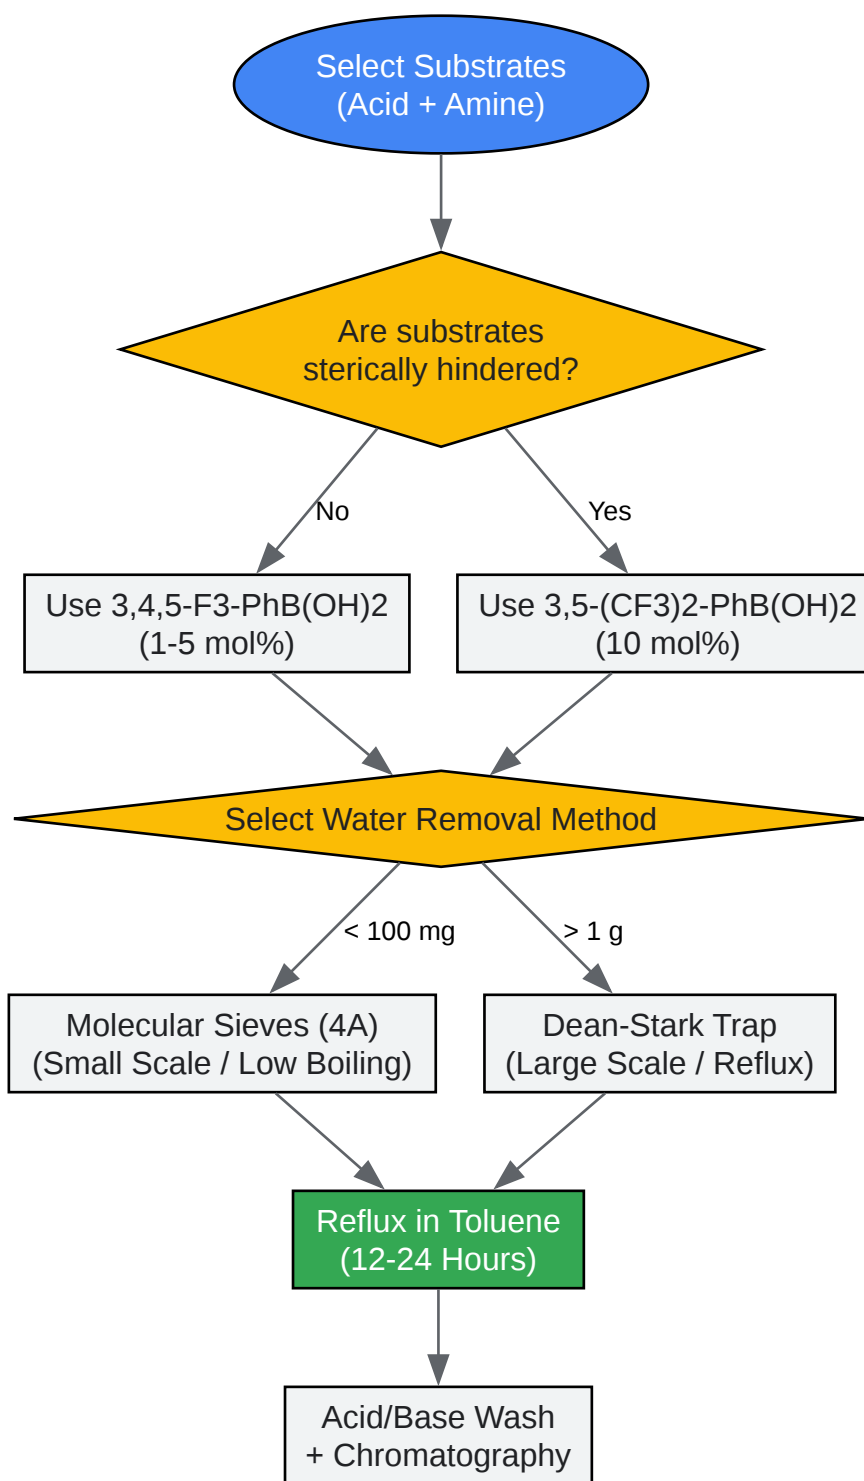 Select Substrates
(Acid + Amine)
Are substrates
sterically hindered?
No
Yes
Use 3,4,5-F3-PhB(OH)2
(1-5 mol%)
Use 3,5-(CF3)2-PhB(OH)2
(10 mol%)
Select Water Removal Method
< 100 mg
> 1 g
Molecular Sieves (4A)
(Small Scale / Low Boiling)
Dean-Stark Trap
(Large Scale / Reflux)
Reflux in Toluene
(12-24 Hours)
Acid/Base Wash
+ Chromatography